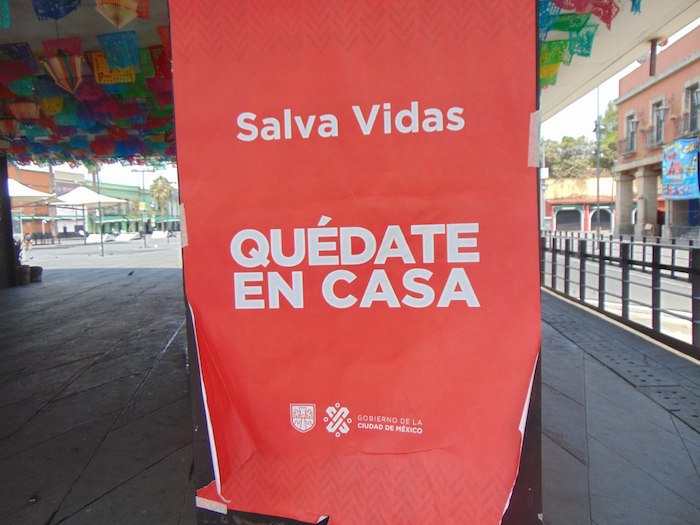 Salva Vidas
QUÉDATE
EN CASA
GOBIERNO DE LA
CIUDAD DE MÉXICO